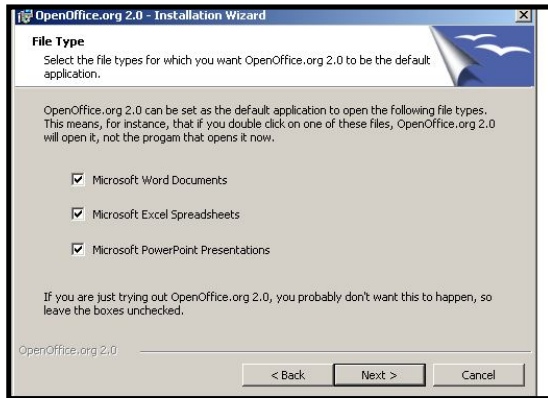 OpenOffice.org 2.0 - Installation Wizard
File Type
Select the file types for which you want OpenOffice.org 2.0 to be the default
application.
OpenOffice.org 2.0 can be set as the default application to open the following file types.
This means, for instance, that if you double click on one of these files, OpenOffice.org 2.0
will open it, not the progam that opens it now.
Microsoft Word Documents
Microsoft Excel Spreadsheets
Microsoft PowerPoint Presentations
If you are just trying out OpenOffice.org 2.0, you probably don't want this to happen, so
leave the boxes unchecked.
OpenOffice.org 2.0
< Back Next > Cancel